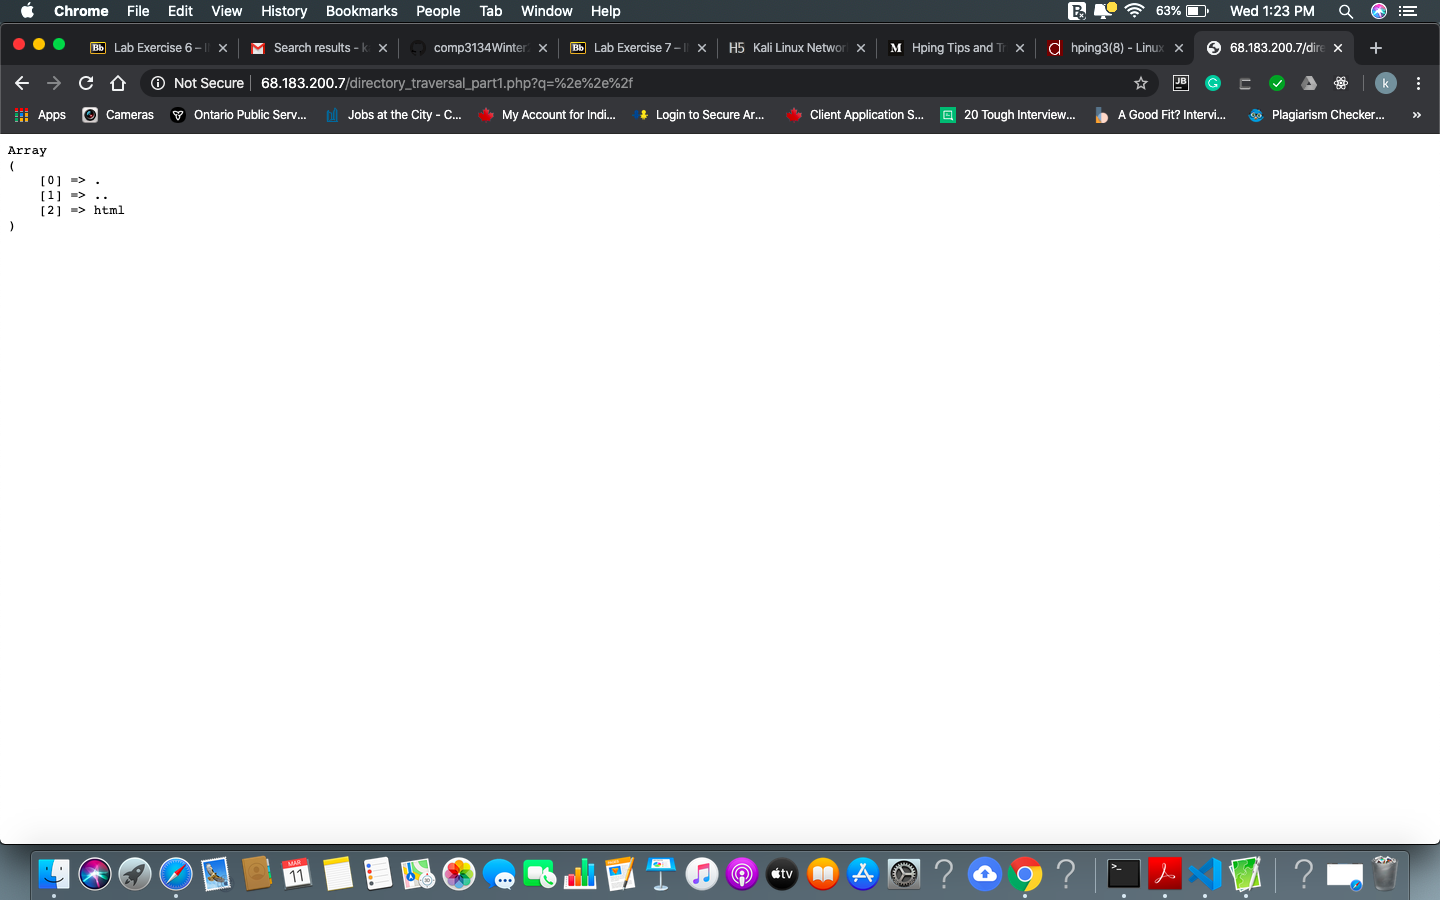 Chrome File Edit View History Bookmarks People Tab Window Help 63% Wed 1:23 PM
Bb Lab Exercise 6 – Search results - k comp3134Winter Bb Lab Exercise 7 – H5 Kali Linux Networ M Hping Tips and T d hping3(8) - Linux 68.183.200.7/dire
Not Secure 68.183.200.7/directory_traversal_part1.php?q=%2e%2e%2f JB k
Apps Cameras Ontario Public Serv... Jobs at the City - C... My Account for Indi... Login to Secure Ar... Client Application S... 20 Tough Interview... A Good Fit? Intervi... Plagiarism Checker... »
Array
(
[0] => .
[1] => ..
[2] => html
)
MAR
11
tv